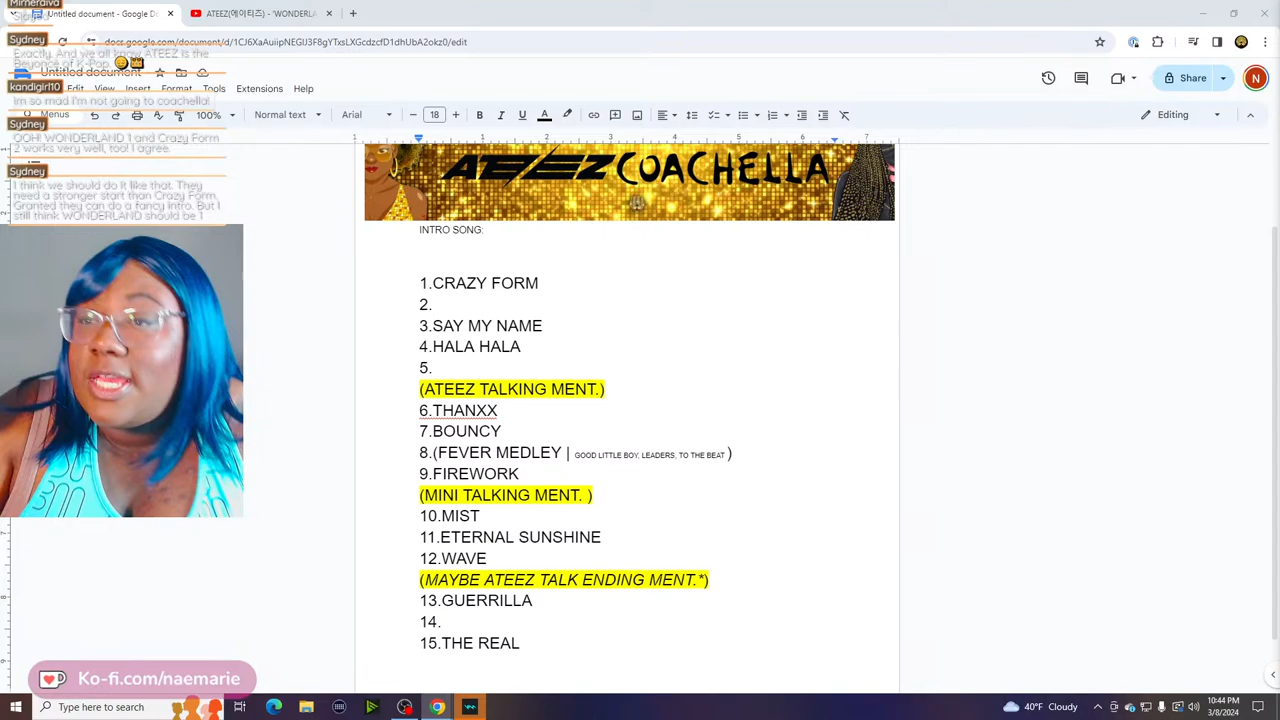 Mimeraiva
Slayed
Sydney
Exactly. And we all know ATEEZ is the
Beyoncé of K-Pop.
kandigirl10
Im so mad I'm not going to coachella!
Sydney
OOH! WONDERLAND 1 and Crazy Form
2 works very well, too! I agree.
Sydney
I think we should do it like that. They
need a stronger start than Crazy Form.
Granted they can do a fancy intro. But I
still think WONDERLAND should be 1
Untitled document - Google Do
ATEEZ(에이티즈) - 'WONDERL
docs.google.com/document/d/1CJ6XaAuiipNEGU3F8gYTxsLXGcdzcfD1dhUbA2okz0/edit
Untitled document
Edit View Insert Format Tools Extensions Help
Share
N
Menus
100%
Normal text
Arial
18
B I U A
Editing
ATEEZ COACHELLA
INTRO SONG:
1.CRAZY FORM
2.
3.SAY MY NAME
4.HALA HALA
5.
(ATEEZ TALKING MENT.)
6.THANXX
7.BOUNCY
8.(FEVER MEDLEY | GOOD LITTLE BOY, LEADERS, TO THE BEAT )
9.FIREWORK
(MINI TALKING MENT. )
10.MIST
11.ETERNAL SUNSHINE
12.WAVE
(MAYBE ATEEZ TALK ENDING MENT.*)
13.GUERRILLA
14.
15.THE REAL
Ko-fi.com/naemarie
Type here to search
40°F Cloudy
10:44 PM
3/8/2024